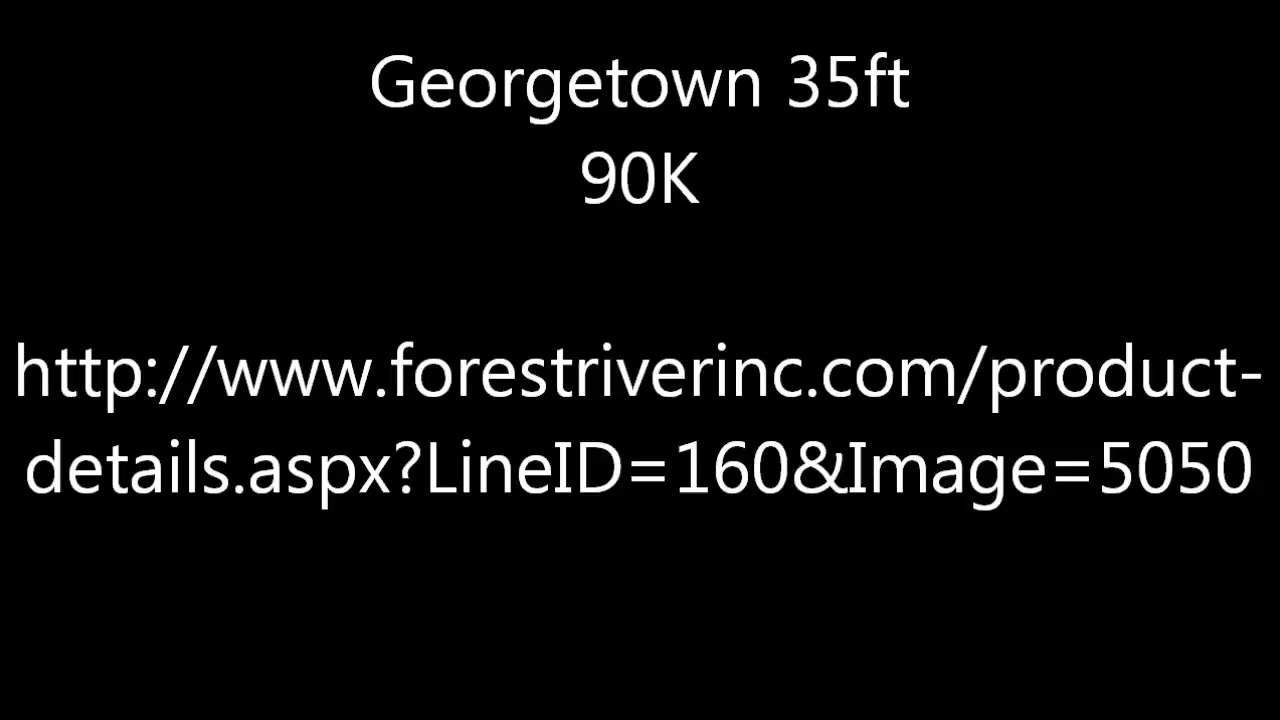 Georgetown 35ft
90K
http://www.forestriverinc.com/product-
details.aspx?LineID=160&Image=5050